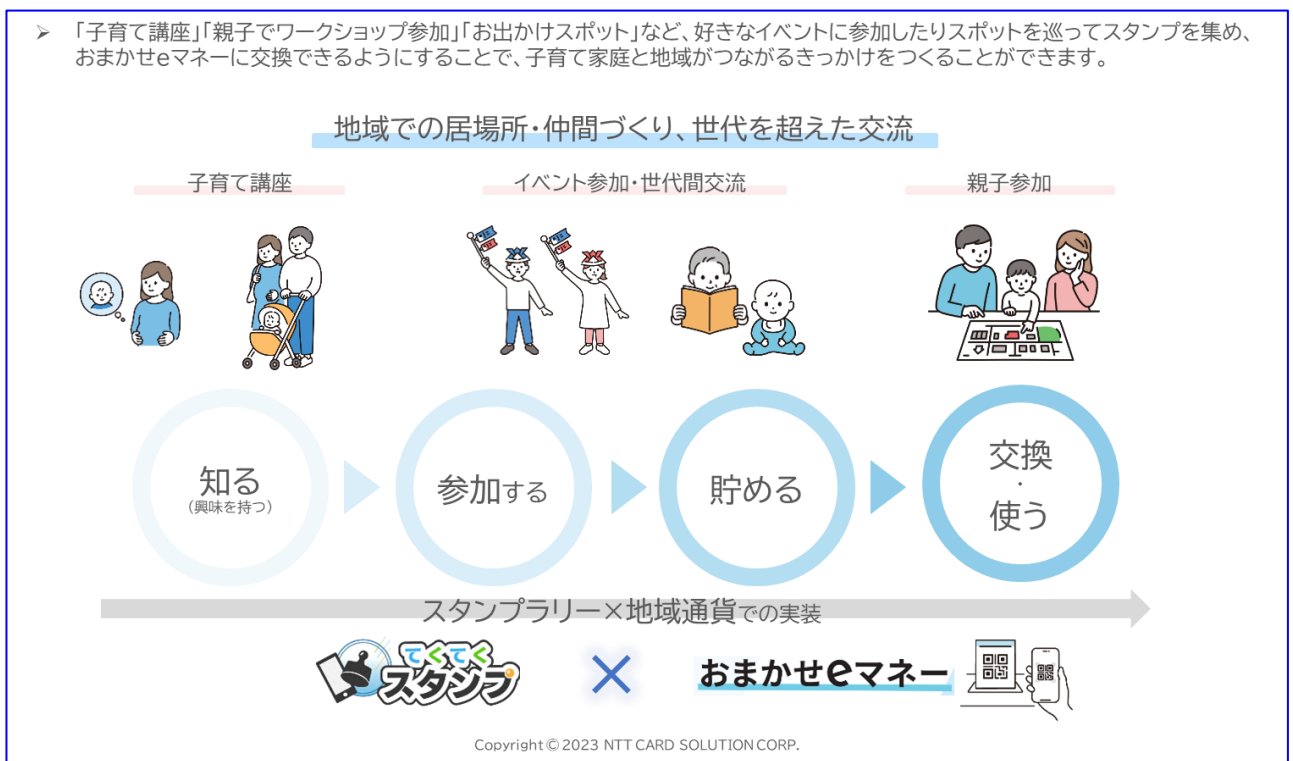 ➢ 「子育て講座」「親子でワークショップ参加」「お出かけスポット」など、好きなイベントに参加したりスポットを巡ってスタンプを集め、
おまかせeマネーに交換できるようにすることで、子育て家庭と地域がつながるきっかけをつくることができます。
地域での居場所・仲間づくり、世代を超えた交流
子育て講座
イベント参加・世代間交流
親子参加
知る
(興味を持つ)
参加する
貯める
交換
・
使う
スタンプラリー×地域通貨での実装
てくてく
スタンプ
×
おまかせeマネー
Copyright © 2023 NTT CARD SOLUTION CORP.